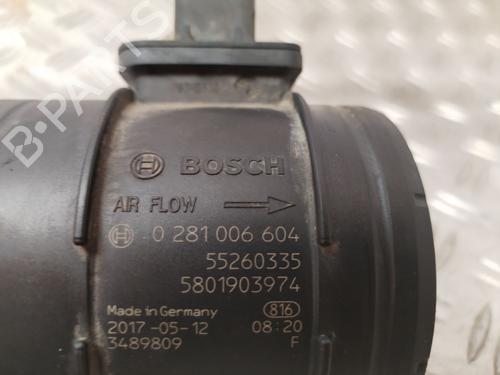 BOSCH
AIR FLOW
0 281 006 604
55260335
5801903974
Made in Germany 816
2017-05-12 08:20
3489809 F
B-PARTS